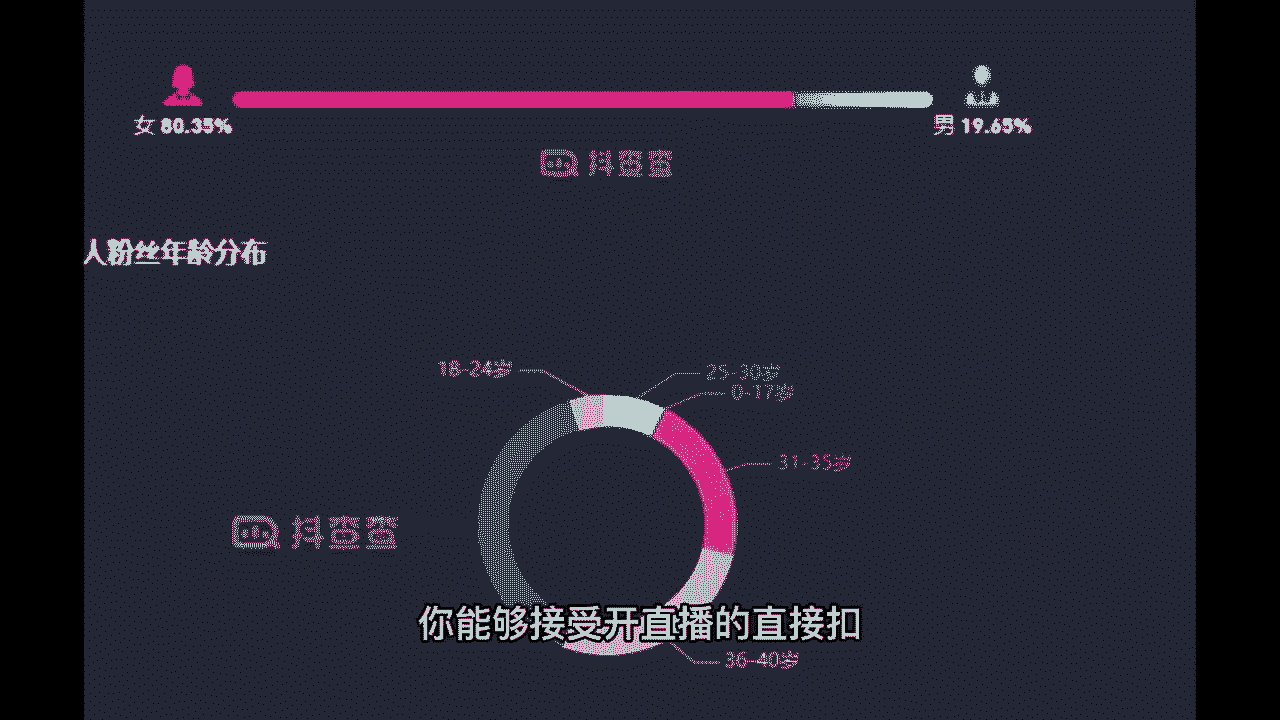 女 80.35%
男 19.65%
抖查查
人粉丝年龄分布
18-24岁
25-30岁
0-17岁
31-35岁
抖查查
你能够接受开直播的直接扣
36-40岁